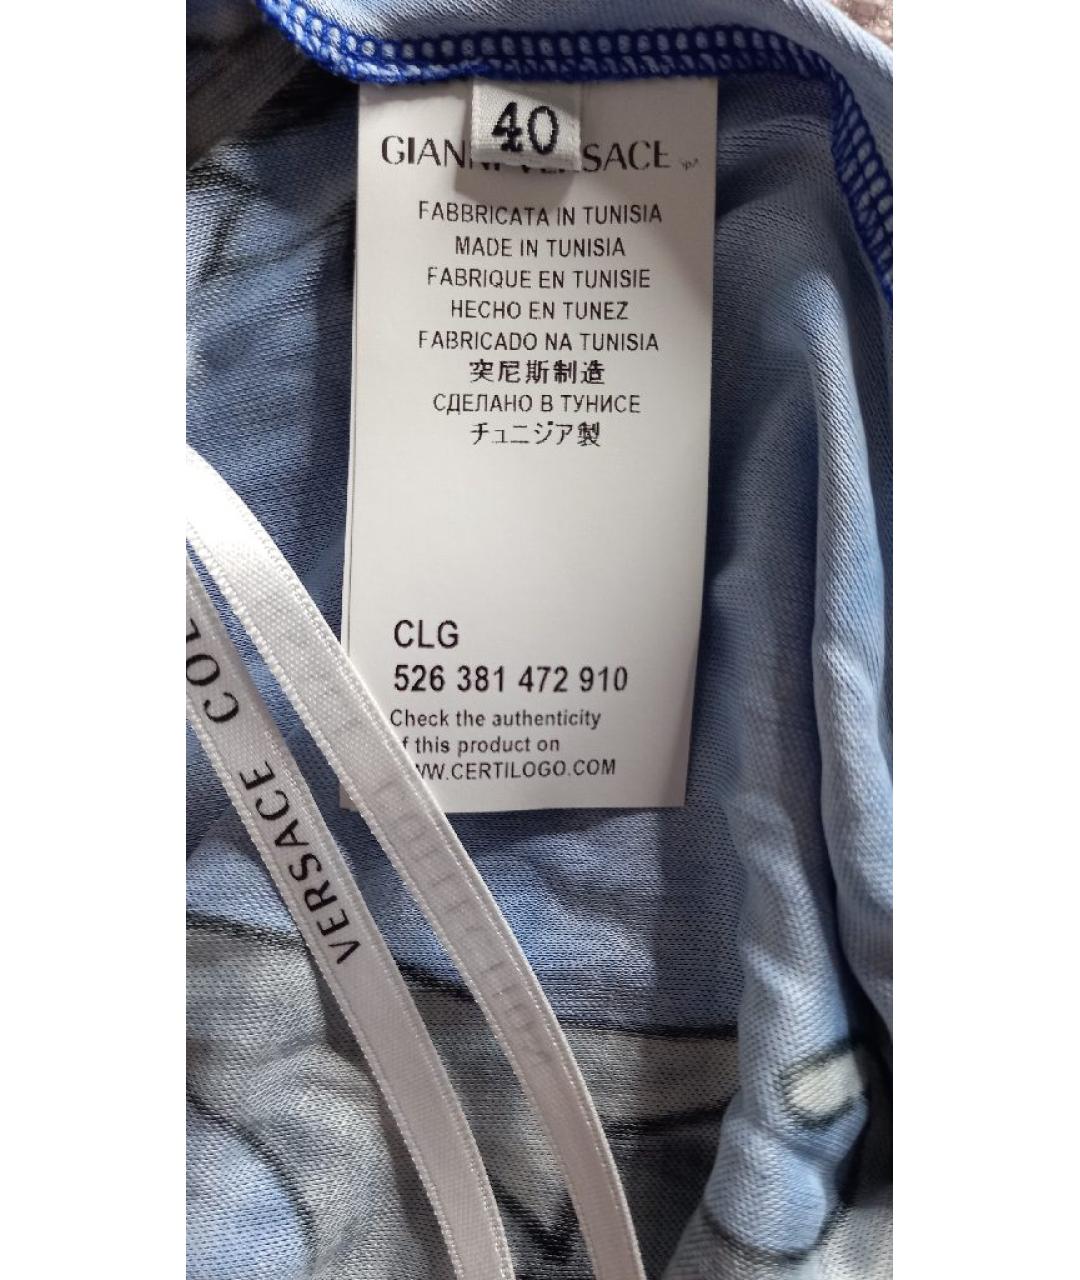 40
GIANNI VERSACE SpA
FABBRICATA IN TUNISIA
MADE IN TUNISIA
FABRIQUE EN TUNISIE
HECHO EN TUNEZ
FABRICADO NA TUNISIA
突尼斯制造
СДЕЛАНО В ТУНИСЕ
チュニジア製
CLG
526 381 472 910
Check the authenticity
of this product on
WW.CERTILOGO.COM
VERSACE COL